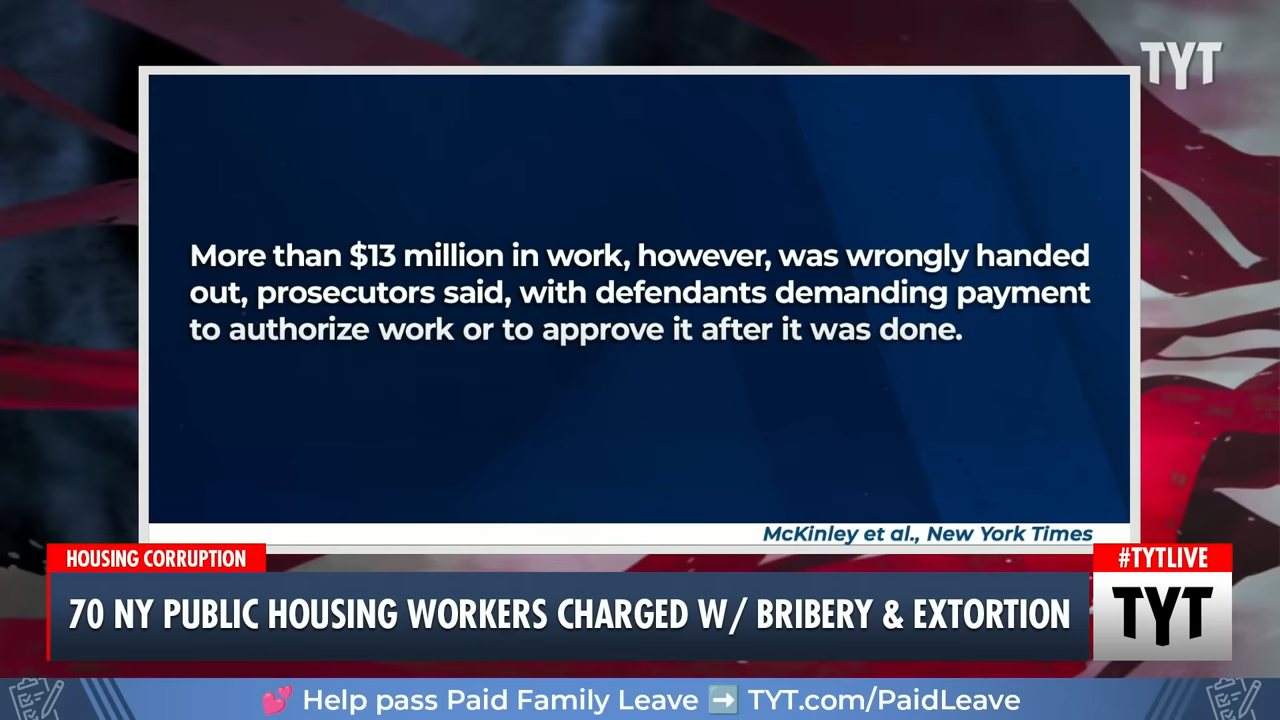 TYT
More than $13 million in work, however, was wrongly handed
out, prosecutors said, with defendants demanding payment
to authorize work or to approve it after it was done.
McKinley et al., New York Times
HOUSING CORRUPTION
#TYTLIVE
70 NY PUBLIC HOUSING WORKERS CHARGED W/ BRIBERY & EXTORTION
TYT
💕 Help pass Paid Family Leave ➡️ TYT.com/PaidLeave